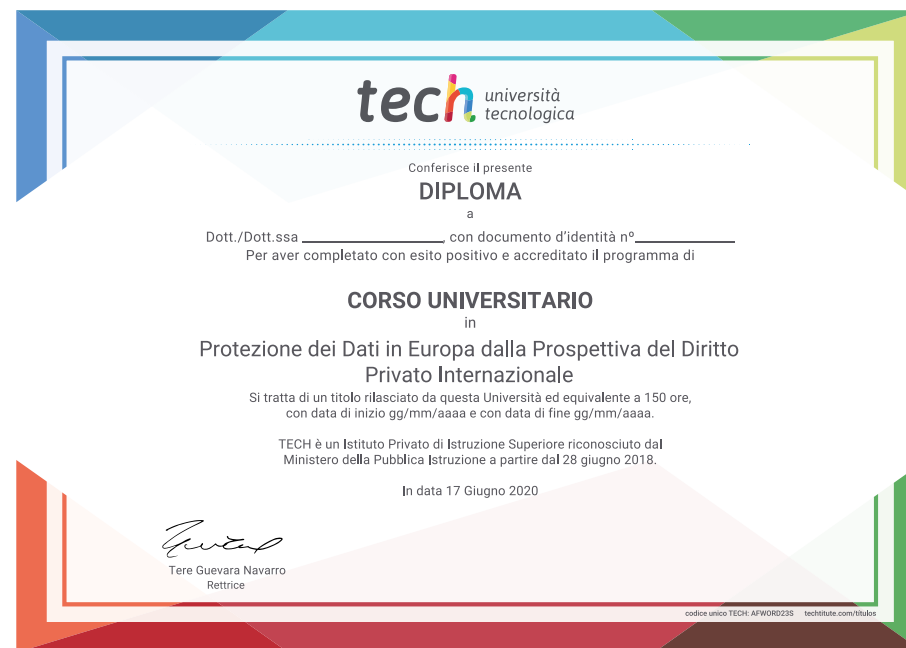 tech università
tecnologica
Conferisce il presente
DIPLOMA
a
Dott./Dott.ssa ________________, con documento d'identità nº____________
Per aver completato con esito positivo e accreditato il programma di
CORSO UNIVERSITARIO
in
Protezione dei Dati in Europa dalla Prospettiva del Diritto
Privato Internazionale
Si tratta di un titolo rilasciato da questa Università ed equivalente a 150 ore,
con data di inizio gg/mm/aaaa e con data di fine gg/mm/aaaa.
TECH è un Istituto Privato di Istruzione Superiore riconosciuto dal
Ministero della Pubblica Istruzione a partire dal 28 giugno 2018.
In data 17 Giugno 2020
Tere Guevara Navarro
Rettrice
codice unico TECH: AFWORD23S techtitute.com/títulos